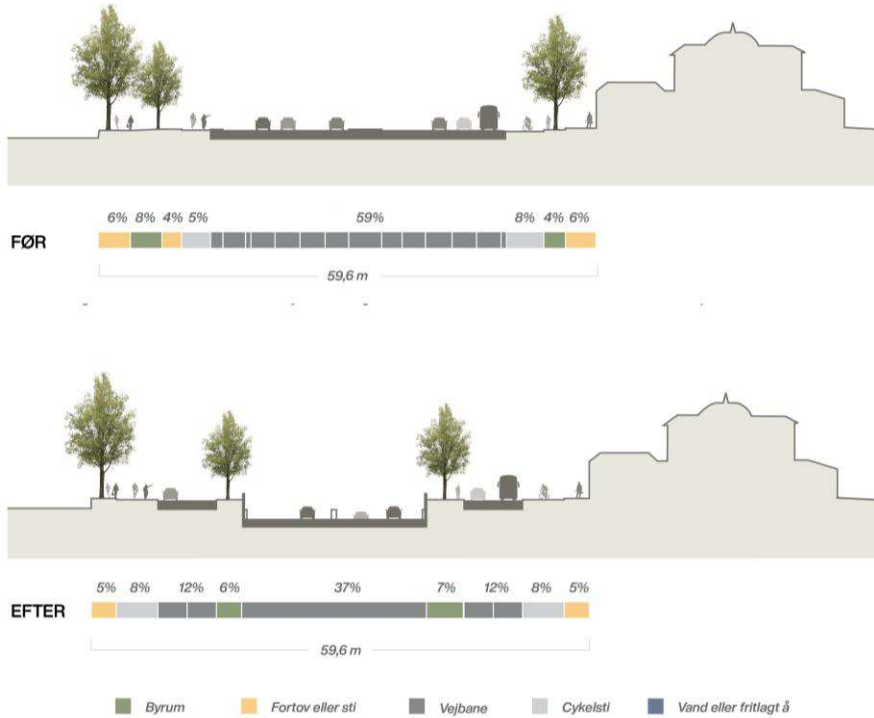 6% 8% 4% 5% 59% 8% 4% 6%
FØR
59,6 m
5% 8% 12% 6% 37% 7% 12% 8% 5%
EFTER
59,6 m
Byrum Fortov eller sti Vejbane Cykelsti Vand eller fritlagt å